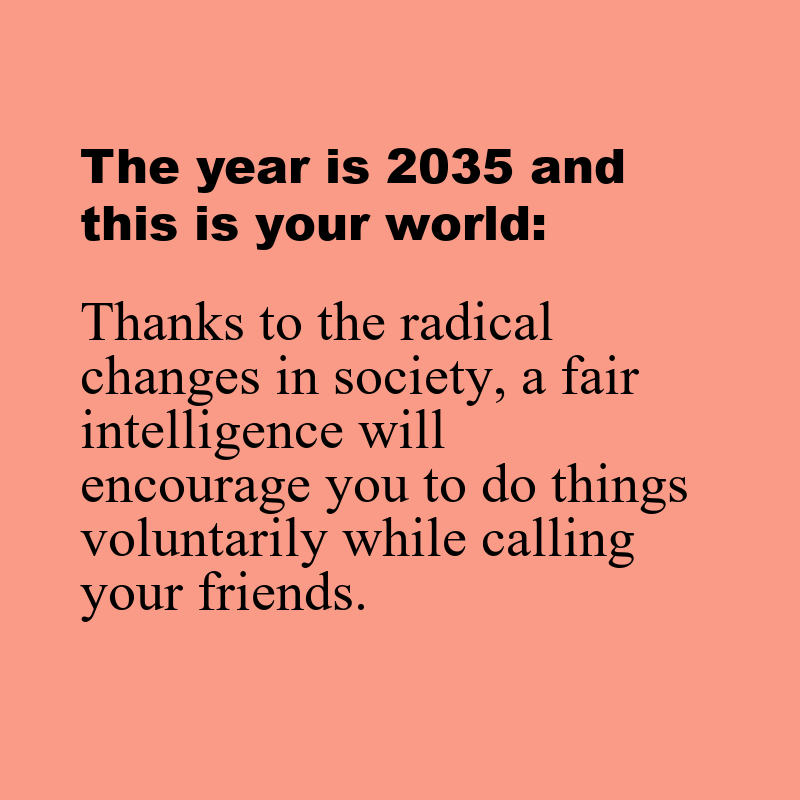 The year is 2035 and
this is your world:
Thanks to the radical
changes in society, a fair
intelligence will
encourage you to do things
voluntarily while calling
your friends.